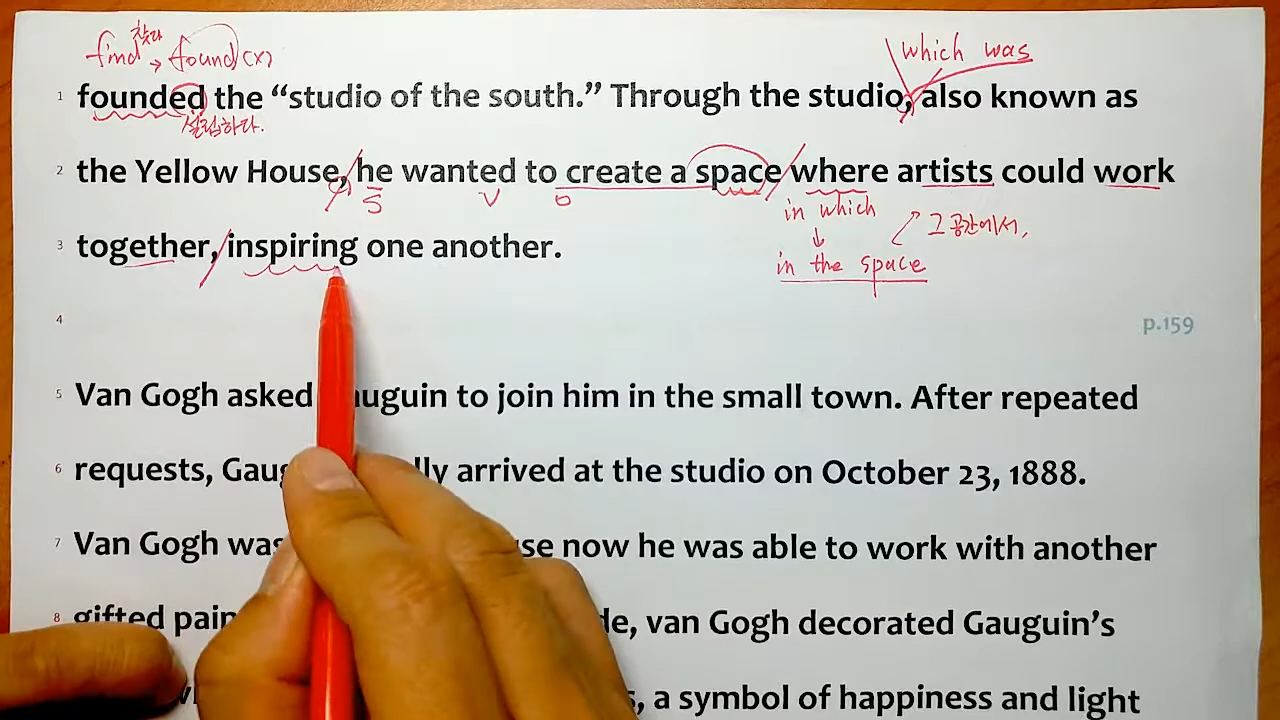 찾다
find → found(x)
which was
1 founded the “studio of the south.” Through the studio, also known as
설립하다.
2 the Yellow House, he wanted to create a space where artists could work
S V O
in which
그 공간에서,
3 together, inspiring one another.
↓
in the space
4
p.159
5 Van Gogh asked auguin to join him in the small town. After repeated
6 requests, Gaug lly arrived at the studio on October 23, 1888.
7 Van Gogh was se now he was able to work with another
8 gifted pain de, van Gogh decorated Gauguin’s
, a symbol of happiness and light